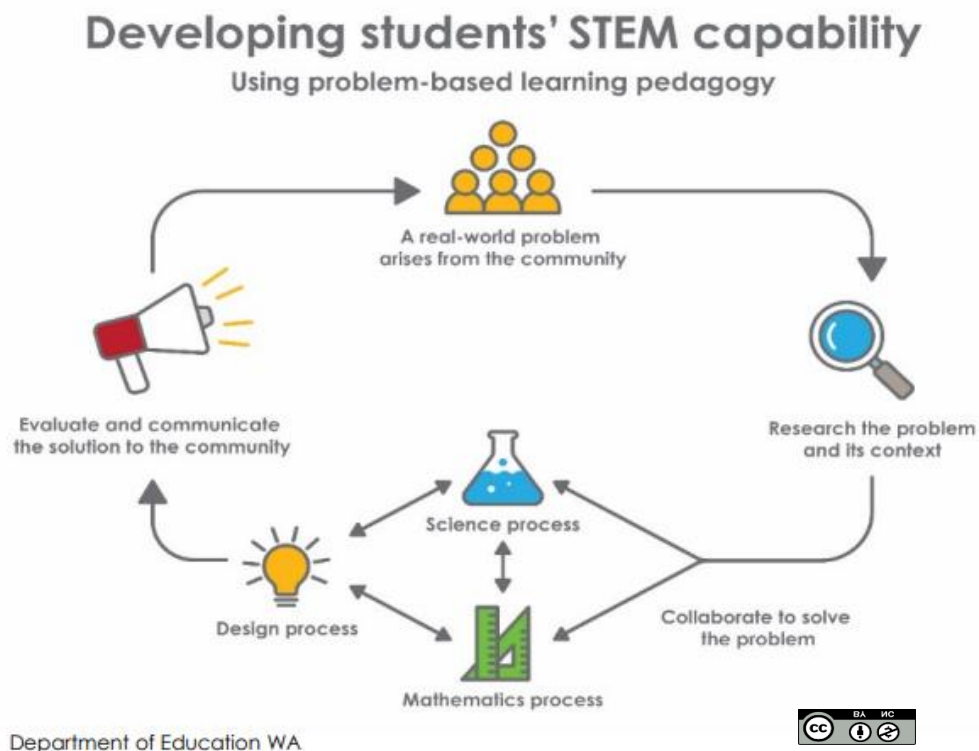 Developing students' STEM capability
Using problem-based learning pedagogy
A real-world problem
arises from the community
Evaluate and communicate
the solution to the community
Research the problem
and its context
Science process
Design process
Collaborate to solve
the problem
Mathematics process
Department of Education WA
cc BY NC